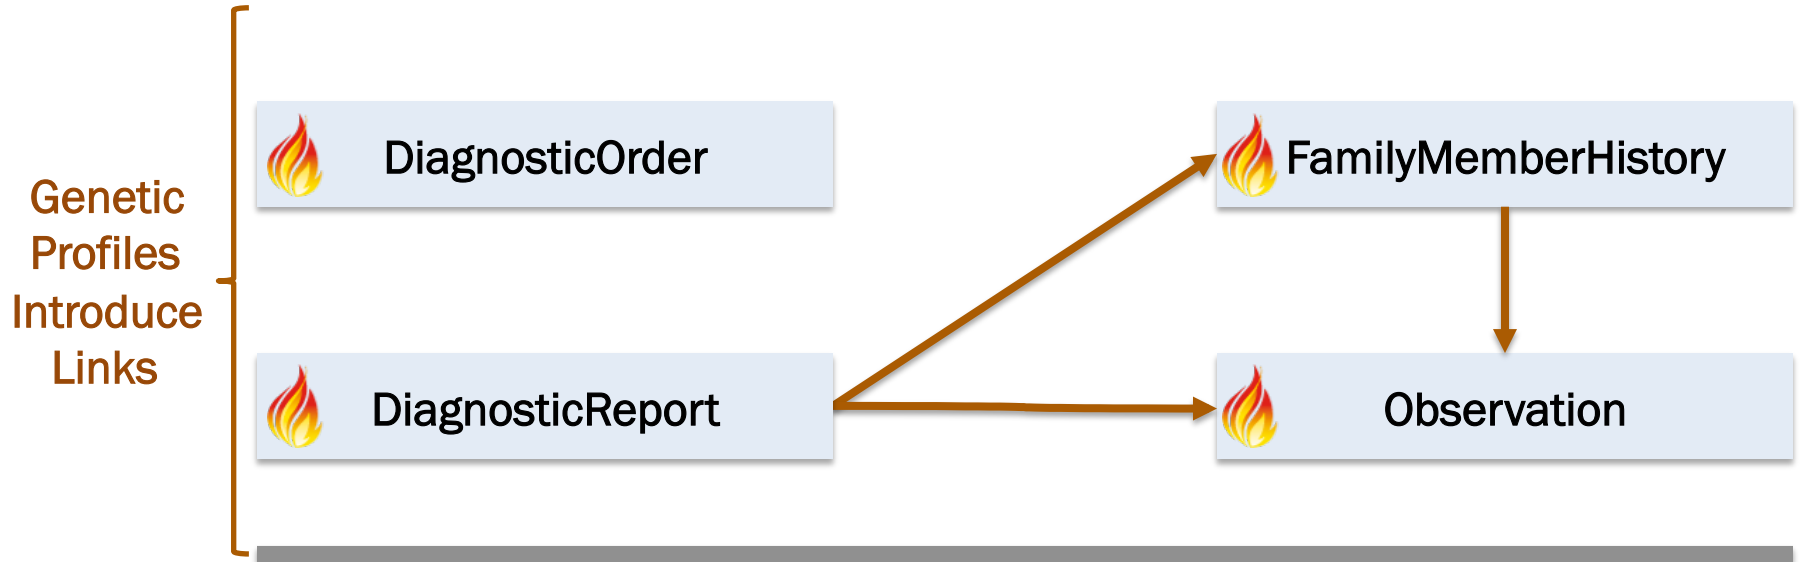 Genetic
Profiles
Introduce
Links
DiagnosticOrder
FamilyMemberHistory
DiagnosticReport
Observation